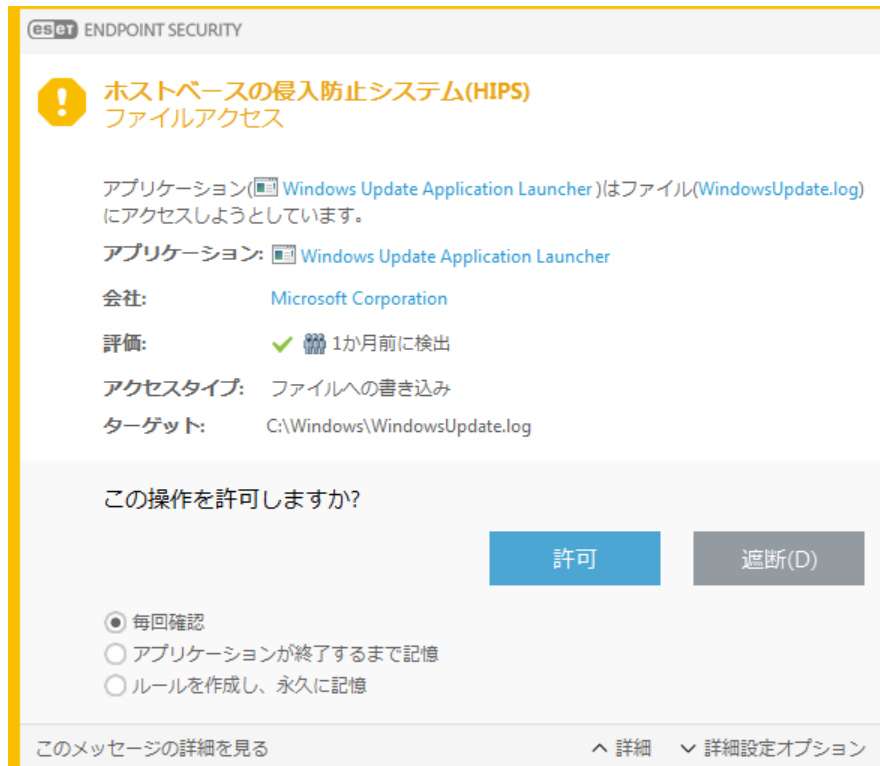 eset ENDPOINT SECURITY
ホストベースの侵入防止システム(HIPS)
ファイルアクセス
アプリケーション( Windows Update Application Launcher )はファイル(WindowsUpdate.log)
にアクセスしようとしています。
アプリケーション: Windows Update Application Launcher
会社: Microsoft Corporation
評価: 1か月前に検出
アクセスタイプ: ファイルへの書き込み
ターゲット: C:\Windows\WindowsUpdate.log
この操作を許可しますか?
許可 遮断(D)
毎回確認
アプリケーションが終了するまで記憶
ルールを作成し、永久に記憶
このメッセージの詳細を見る 詳細 詳細設定オプション